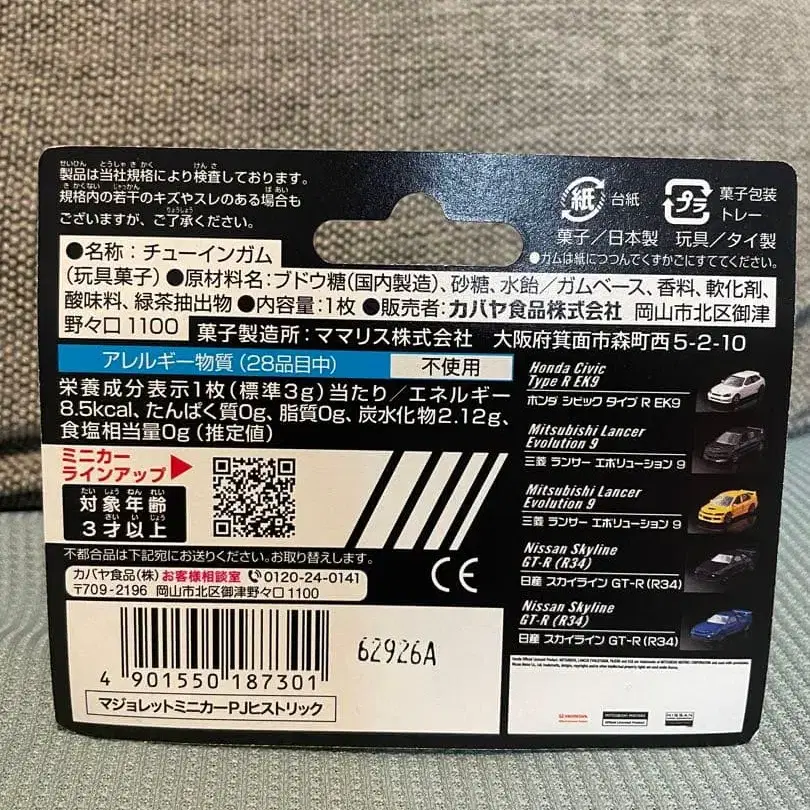 製品は当社規格により検査しております。
規格内の若干のキズやスレのある場合も
ございますが、ご了承ください。
紙 台紙
プラ 菓子包装
トレー
菓子／日本製 玩具／タイ製
●ガムは紙につつんでくずかごにすててください。
●名称：チューインガム
(玩具菓子)●原材料名：ブドウ糖(国内製造)、砂糖、水飴／ガムベース、香料、軟化剤、
酸味料、緑茶抽出物 ●内容量：1枚 ●販売者：カバヤ食品株式会社 岡山市北区御津
野々口 1100 菓子製造所：ママリス株式会社 大阪府箕面市森町西5-2-10
アレルギー物質（28品目中） 不使用
栄養成分表示1枚(標準3g)当たり／エネルギー
8.5kcal、たんぱく質0g、脂質0g、炭水化物2.12g、
食塩相当量0g (推定値)
ミニカー
ラインアップ
対象年齢
3才以上
不都合品は下記宛にお送りください。お取り替えします。
カバヤ食品(株) お客様相談室 0120-24-0141
〒709-2196 岡山市北区御津野々口1100
CE
4 901550 187301
マジョレットミニカーPJヒストリック
62926A
Honda Civic
Type R EK9
ホンダ シビック タイプ R EK9
Mitsubishi Lancer
Evolution 9
三菱 ランサー エボリューション 9
Mitsubishi Lancer
Evolution 9
三菱 ランサー エボリューション 9
Nissan Skyline
GT-R (R34)
日産 スカイライン GT-R (R34)
Nissan Skyline
GT-R (R34)
日産 スカイライン GT-R (R34)
HONDA
NISSAN